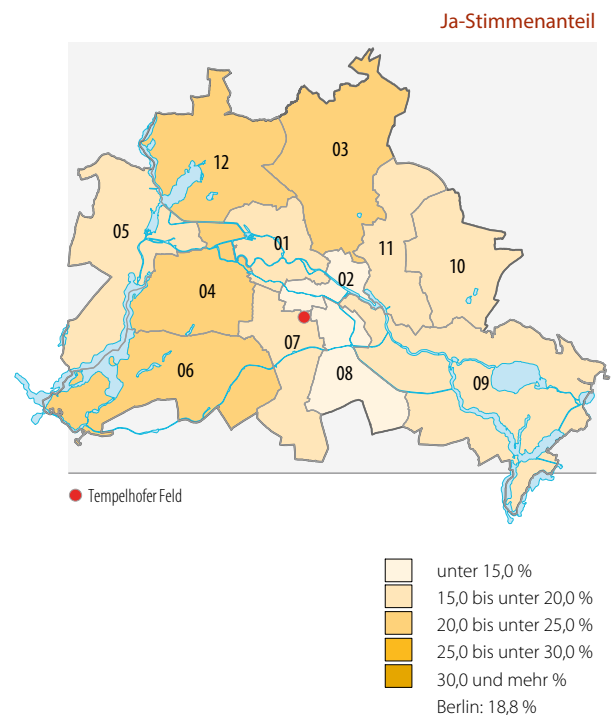 Ja-Stimmenanteil
12
03
05
01
11
02
10
04
07
06
08
09
Tempelhofer Feld
unter 15,0 %
15,0 bis unter 20,0 %
20,0 bis unter 25,0 %
25,0 bis unter 30,0 %
30,0 und mehr %
Berlin: 18,8 %